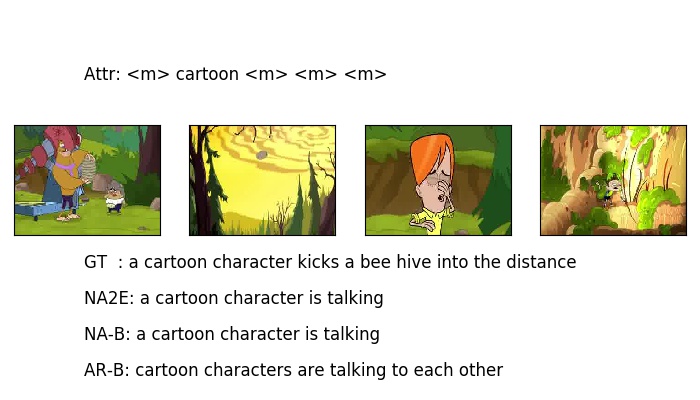 Attr: <m> cartoon <m> <m> <m>
GT  : a cartoon character kicks a bee hive into the distance
NA2E: a cartoon character is talking
NA-B: a cartoon character is talking
AR-B: cartoon characters are talking to each other